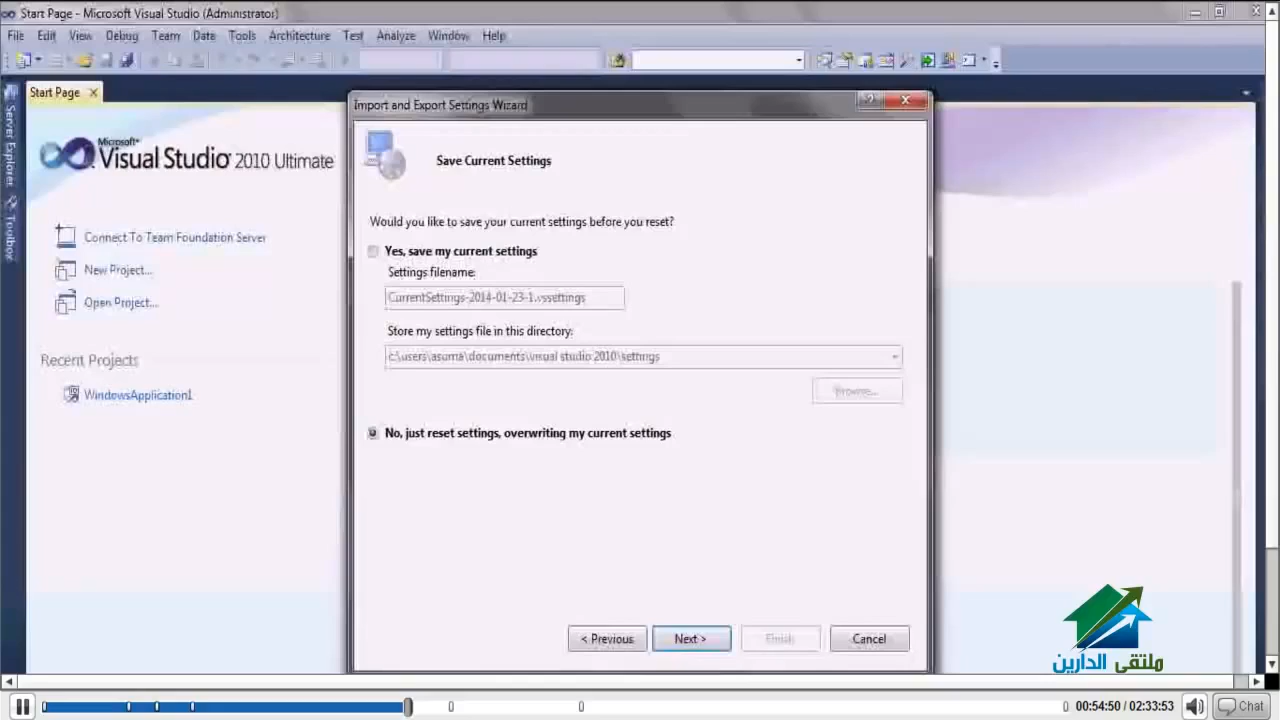 Start Page - Microsoft Visual Studio (Administrator)
File Edit View Debug Team Data Tools Architecture Test Analyze Window Help
Start Page
Server Explorer
Toolbox
Microsoft
Visual Studio 2010 Ultimate
Connect To Team Foundation Server
New Project...
Open Project...
Recent Projects
WindowsApplication1
Import and Export Settings Wizard
Save Current Settings
Would you like to save your current settings before you reset?
Yes, save my current settings
Settings filename:
CurrentSettings-2014-01-23-1.vssettings
Store my settings file in this directory:
c:\users\asuma\documents\visual studio 2010\settings
Browse...
No, just reset settings, overwriting my current settings
< Previous Next > Finish Cancel
ملتقى الدارين
00:54:50 / 02:33:53 Chat